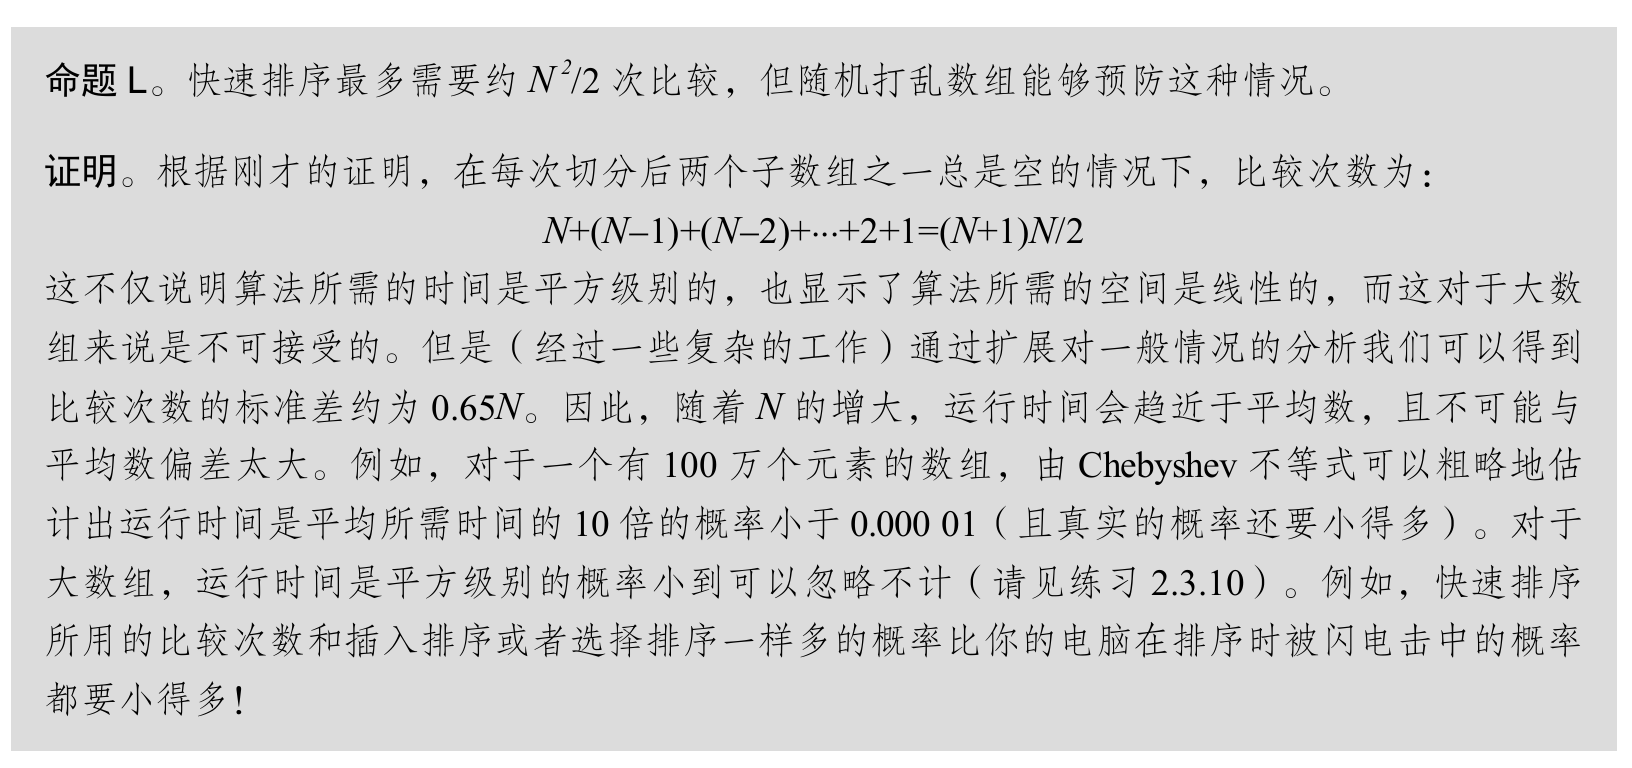 命题 L。快速排序最多需要约 N²/2 次比较，但随机打乱数组能够预防这种情况。
证明。根据刚才的证明，在每次切分后两个子数组之一总是空的情况下，比较次数为：
N+(N–1)+(N–2)+···+2+1=(N+1)N/2
这不仅说明算法所需的时间是平方级别的，也显示了算法所需的空间是线性的，而这对于大数
组来说是不可接受的。但是（经过一些复杂的工作）通过扩展对一般情况的分析我们可以得到
比较次数的标准差约为 0.65N。因此，随着 N 的增大，运行时间会趋近于平均数，且不可能与
平均数偏差太大。例如，对于一个有 100 万个元素的数组，由 Chebyshev 不等式可以粗略地估
计出运行时间是平均所需时间的 10 倍的概率小于 0.000 01（且真实的概率还要小得多）。对于
大数组，运行时间是平方级别的概率小到可以忽略不计（请见练习 2.3.10）。例如，快速排序
所用的比较次数和插入排序或者选择排序一样多的概率比你的电脑在排序时被闪电击中的概率
都要小得多！